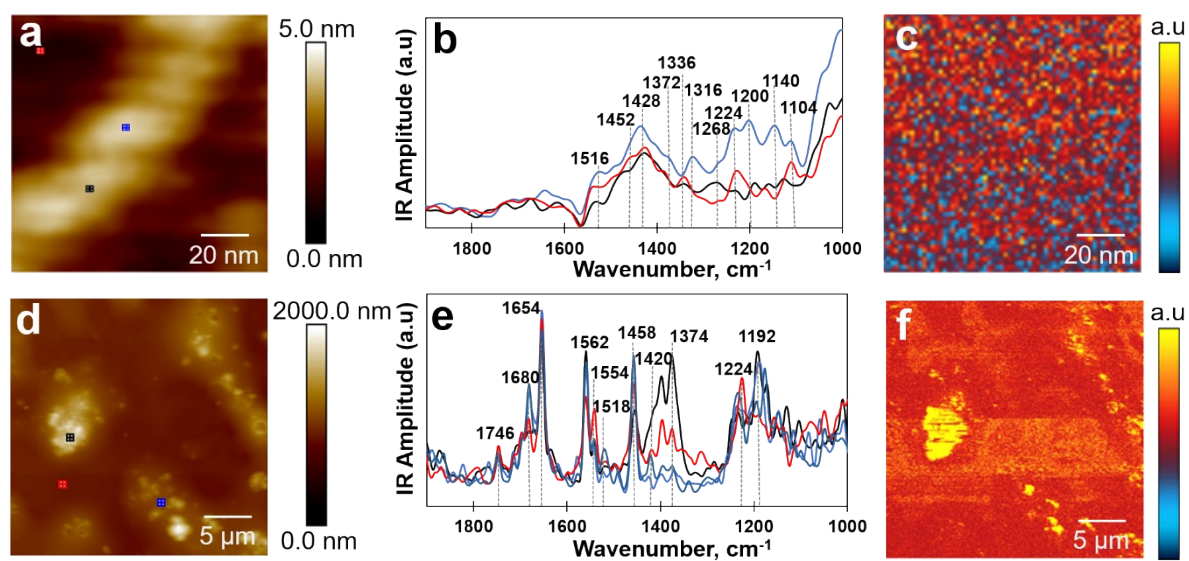 a
5.0 nm
0.0 nm
20 nm
b
IR Amplitude (a.u)
1516
1452
1428
1372
1336
1316
1268
1224
1200
1140
1104
1800
1600
1400
1200
1000
Wavenumber, cm-1
c
a.u
20 nm
d
2000.0 nm
0.0 nm
5 µm
e
IR Amplitude (a.u)
1746
1680
1654
1562
1554
1518
1458
1420
1374
1224
1192
1800
1600
1400
1200
1000
Wavenumber, cm-1
f
a.u
5 µm